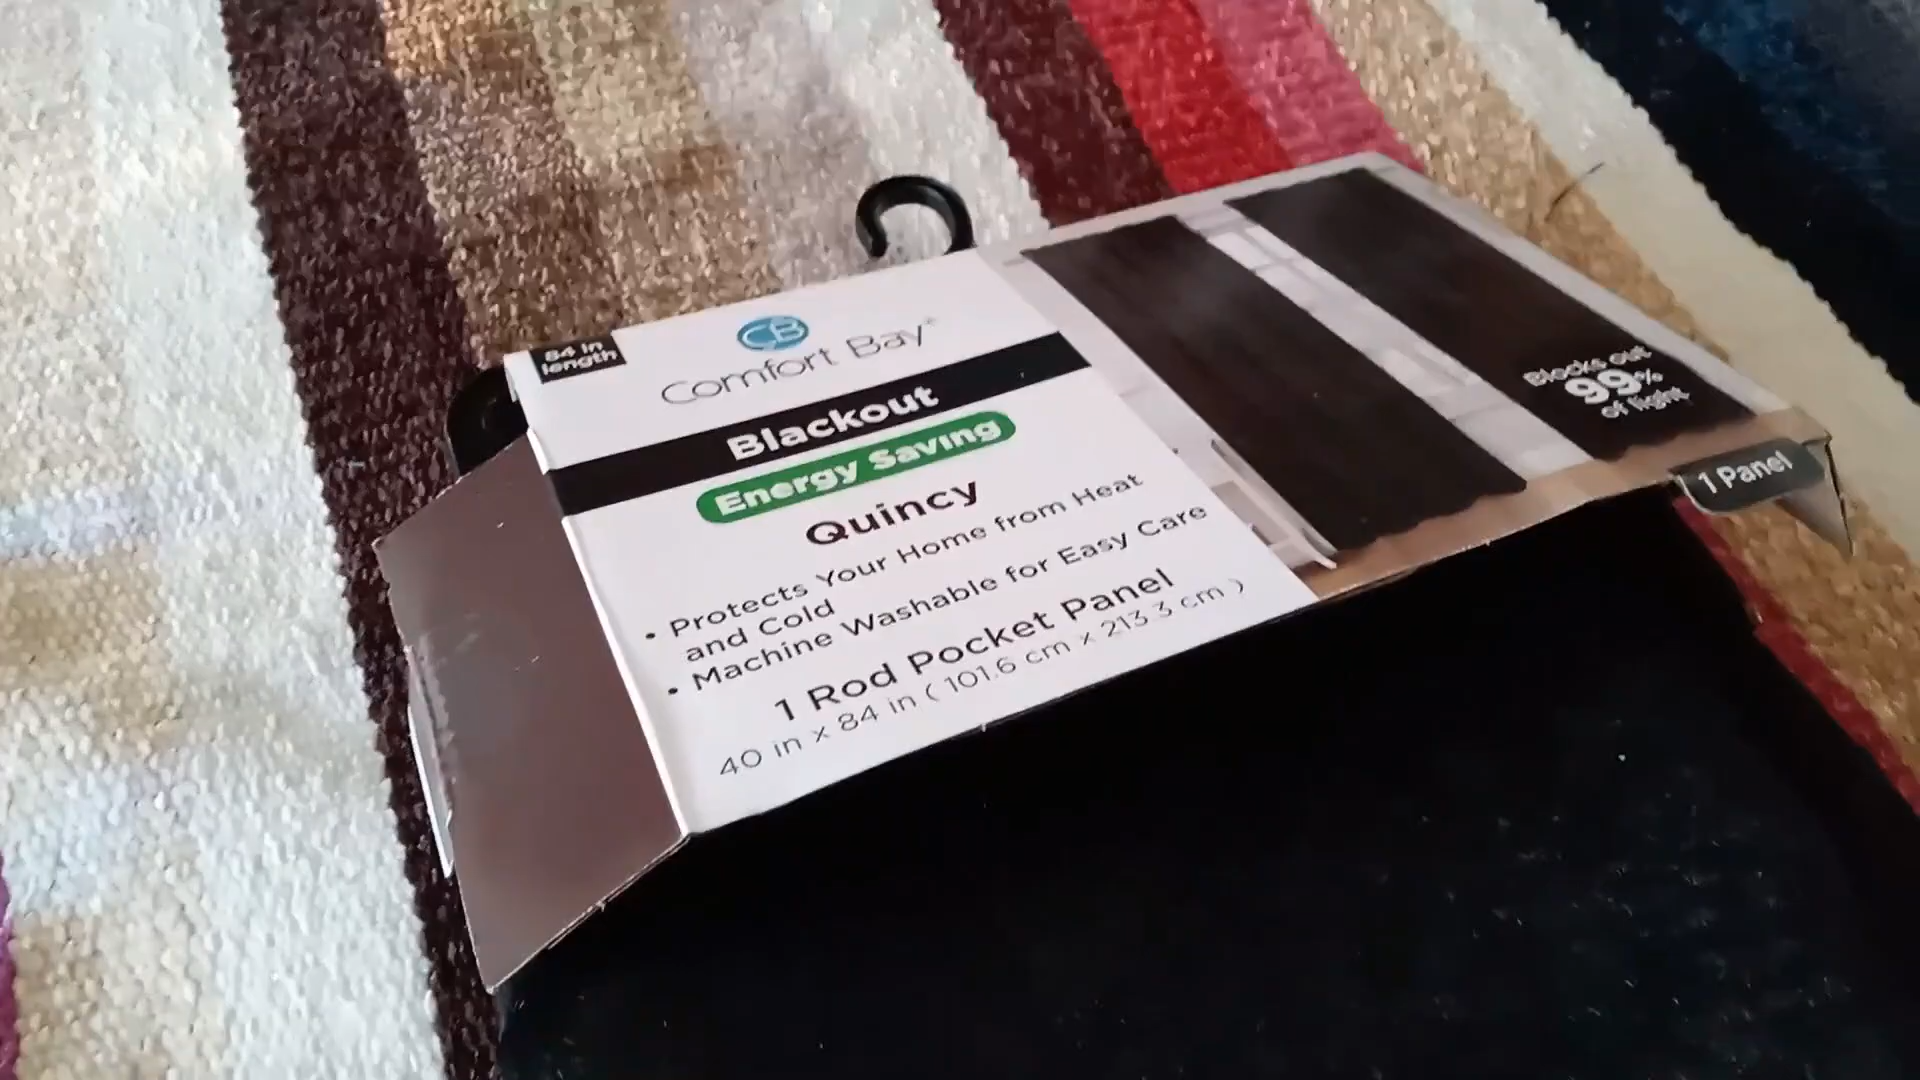 84 in
length
CB
Comfort Bay®
Blackout
Energy Saving
Quincy
• Protects Your Home from Heat
and Cold
• Machine Washable for Easy Care
1 Rod Pocket Panel
40 in x 84 in ( 101.6 cm x 213.3 cm )
Blocks out
99%
of light
1 Panel